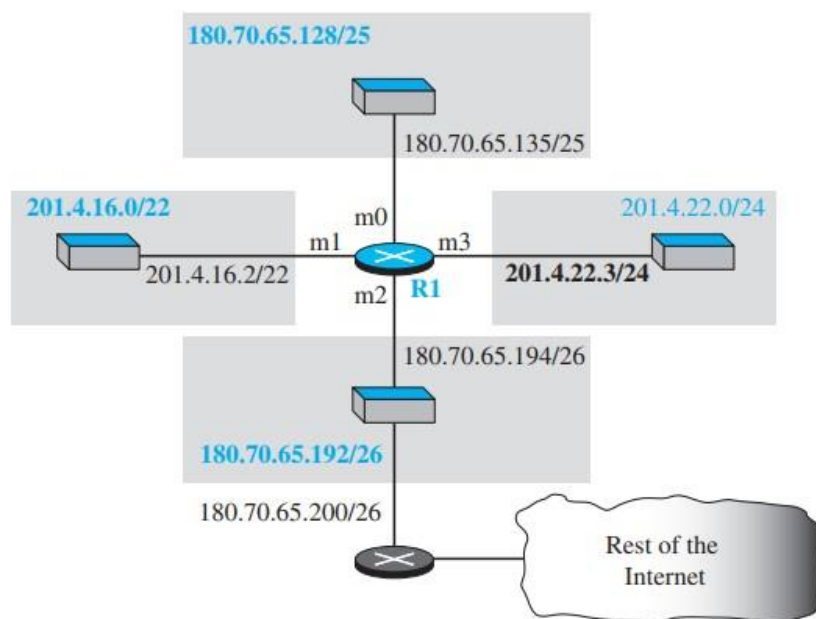 180.70.65.128/25
180.70.65.135/25
201.4.16.0/22
201.4.22.0/24
m0
m1
m3
201.4.16.2/22
201.4.22.3/24
R1
m2
180.70.65.194/26
180.70.65.192/26
180.70.65.200/26
Rest of the
Internet